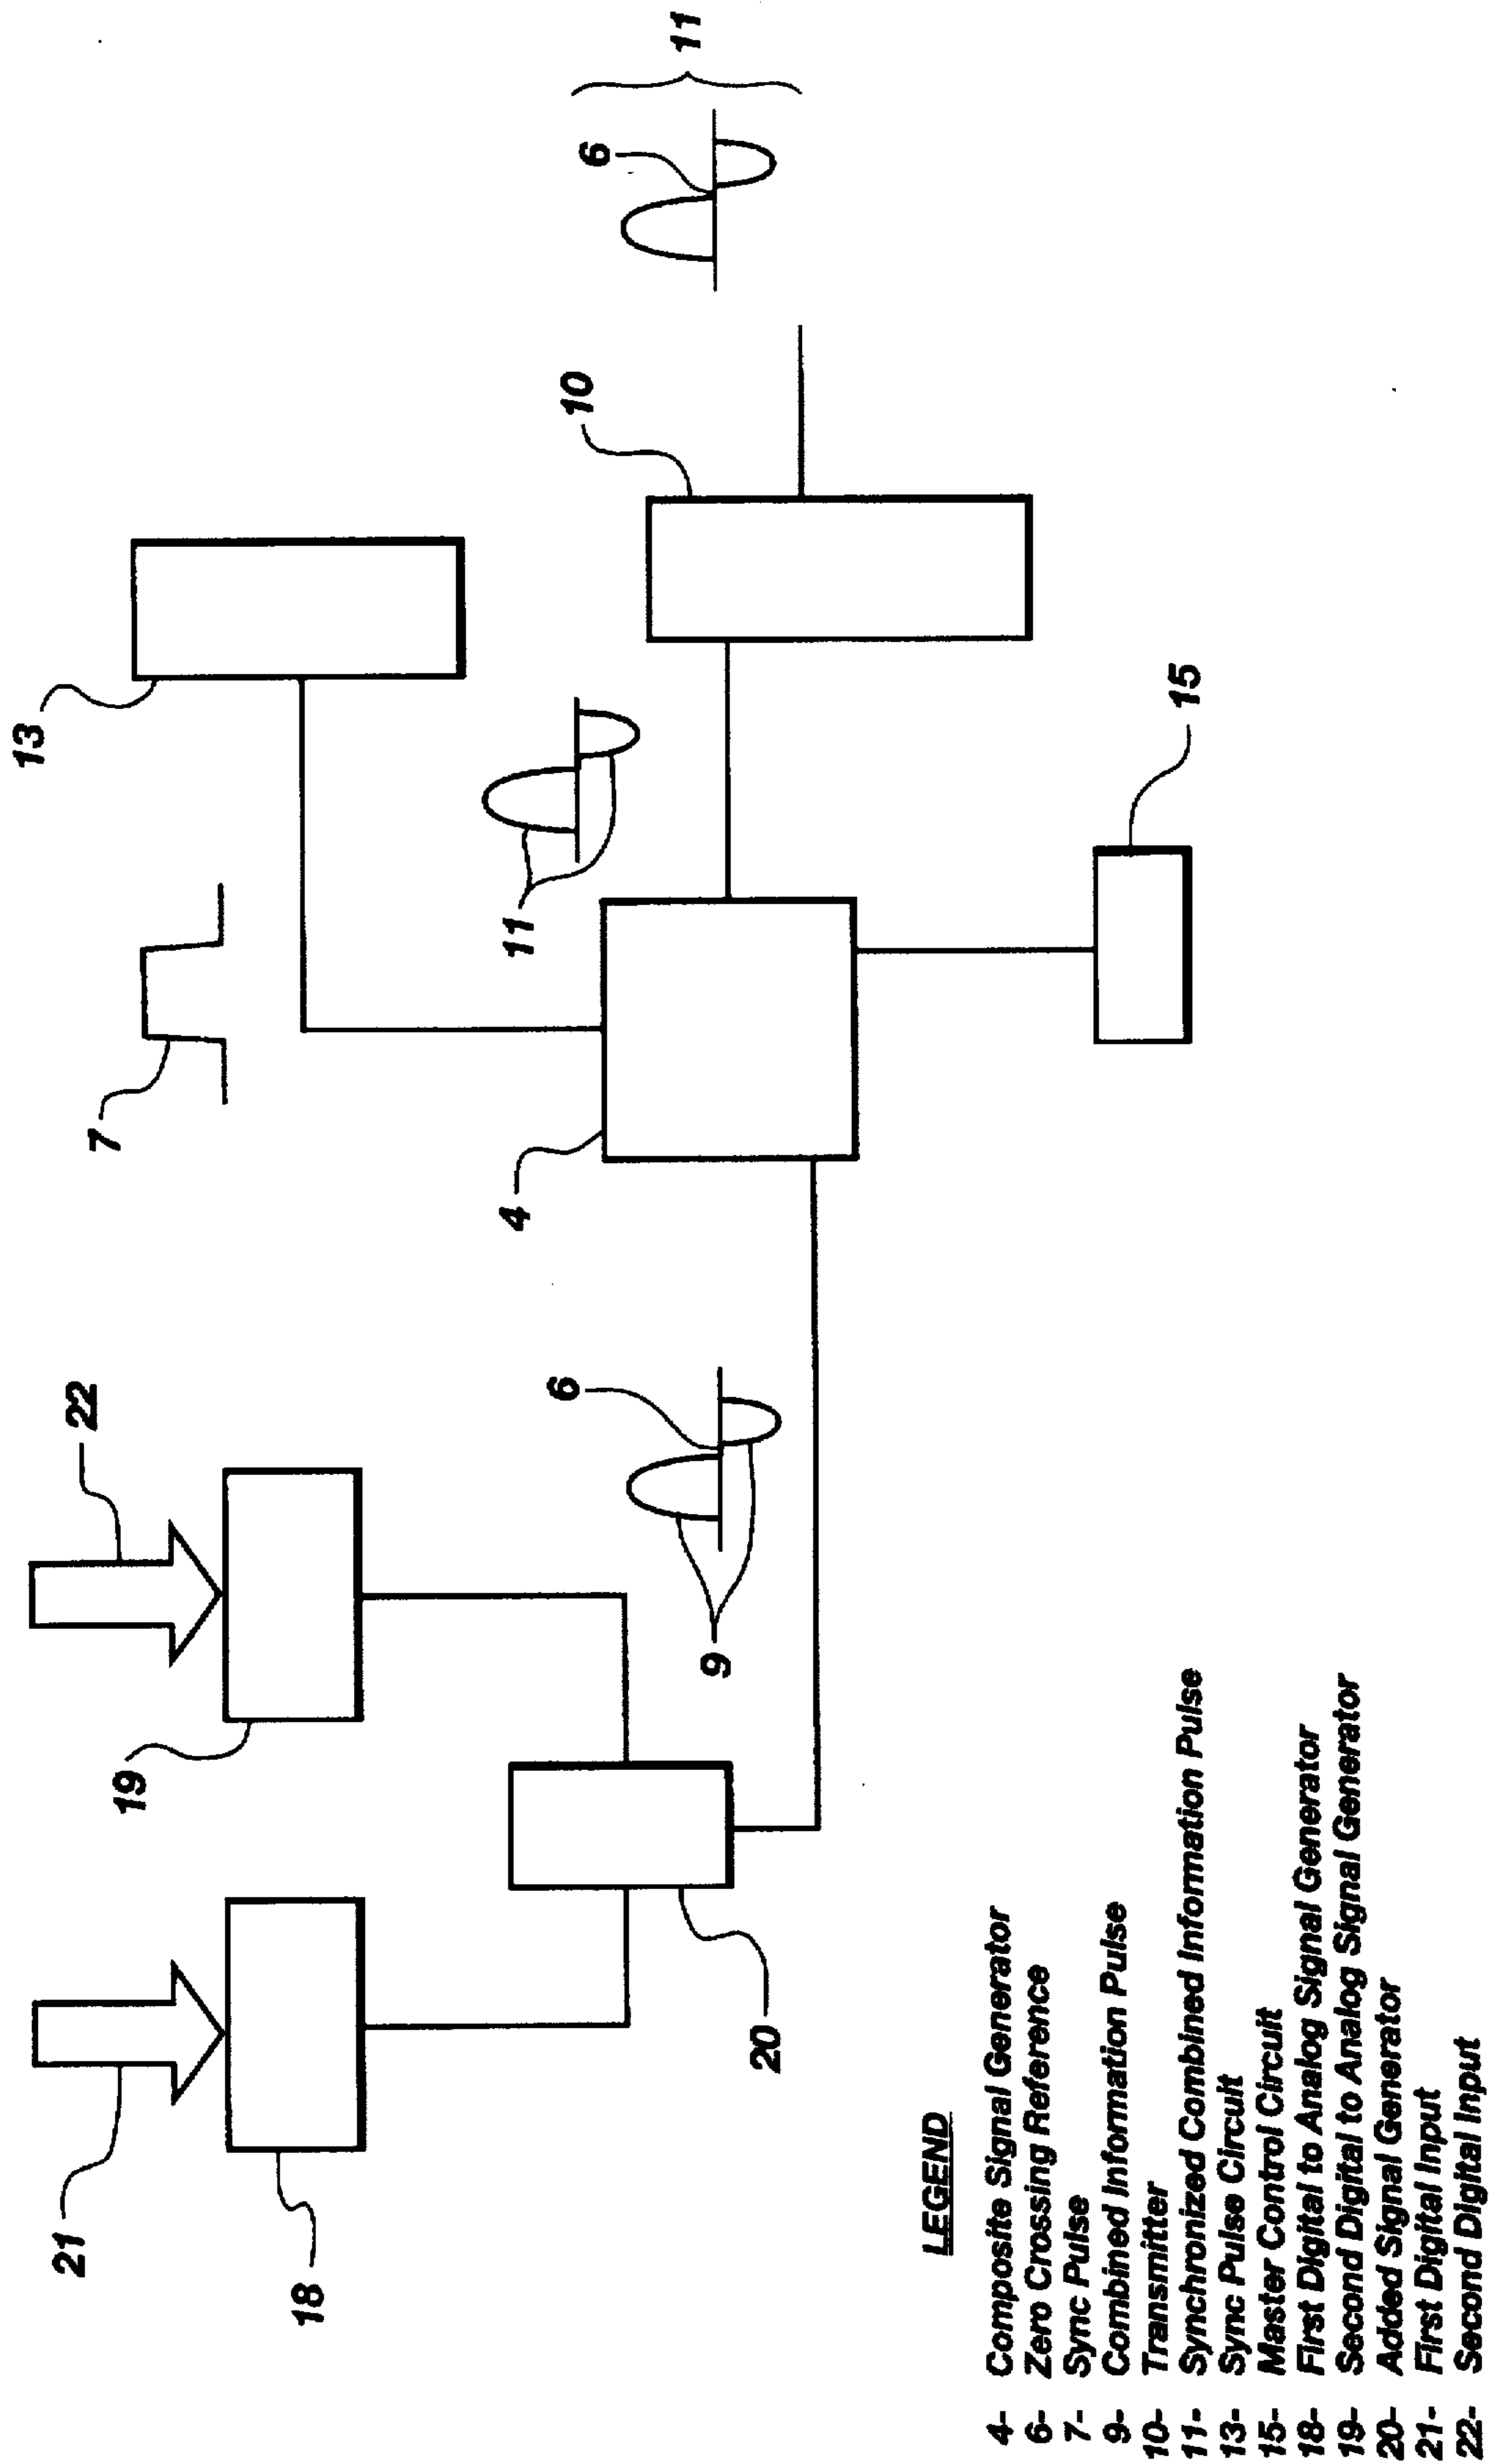 21
22
18
19
20
9
6
7
4
13
11
15
10
6
11
LEGEND
4- Composite Signal Generator
6- Zero Crossing Reference
7- Sync Pulse
9- Combined Information Pulse
10- Transmitter
11- Synchronized Combined Information Pulse
13- Sync Pulse Circuit
15- Master Control Circuit
18- First Digital to Analog Signal Generator
19- Second Digital to Analog Signal Generator
20- Added Signal Generator
21- First Digital Input
22- Second Digital Input